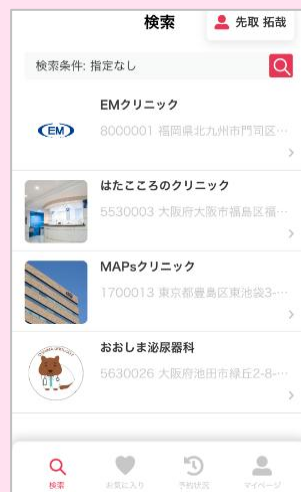 検索
先取 拓哉
検索条件: 指定なし
EMクリニック
EM
8000001 福岡県北九州市門司区…
はたこころのクリニック
5530003 大阪府大阪市福島区福…
MAPsクリニック
1700013 東京都豊島区東池袋3-…
おおしま泌尿器科
5630026 大阪府池田市緑丘2-8-…
検索
お気に入り
予約状況
マイページ